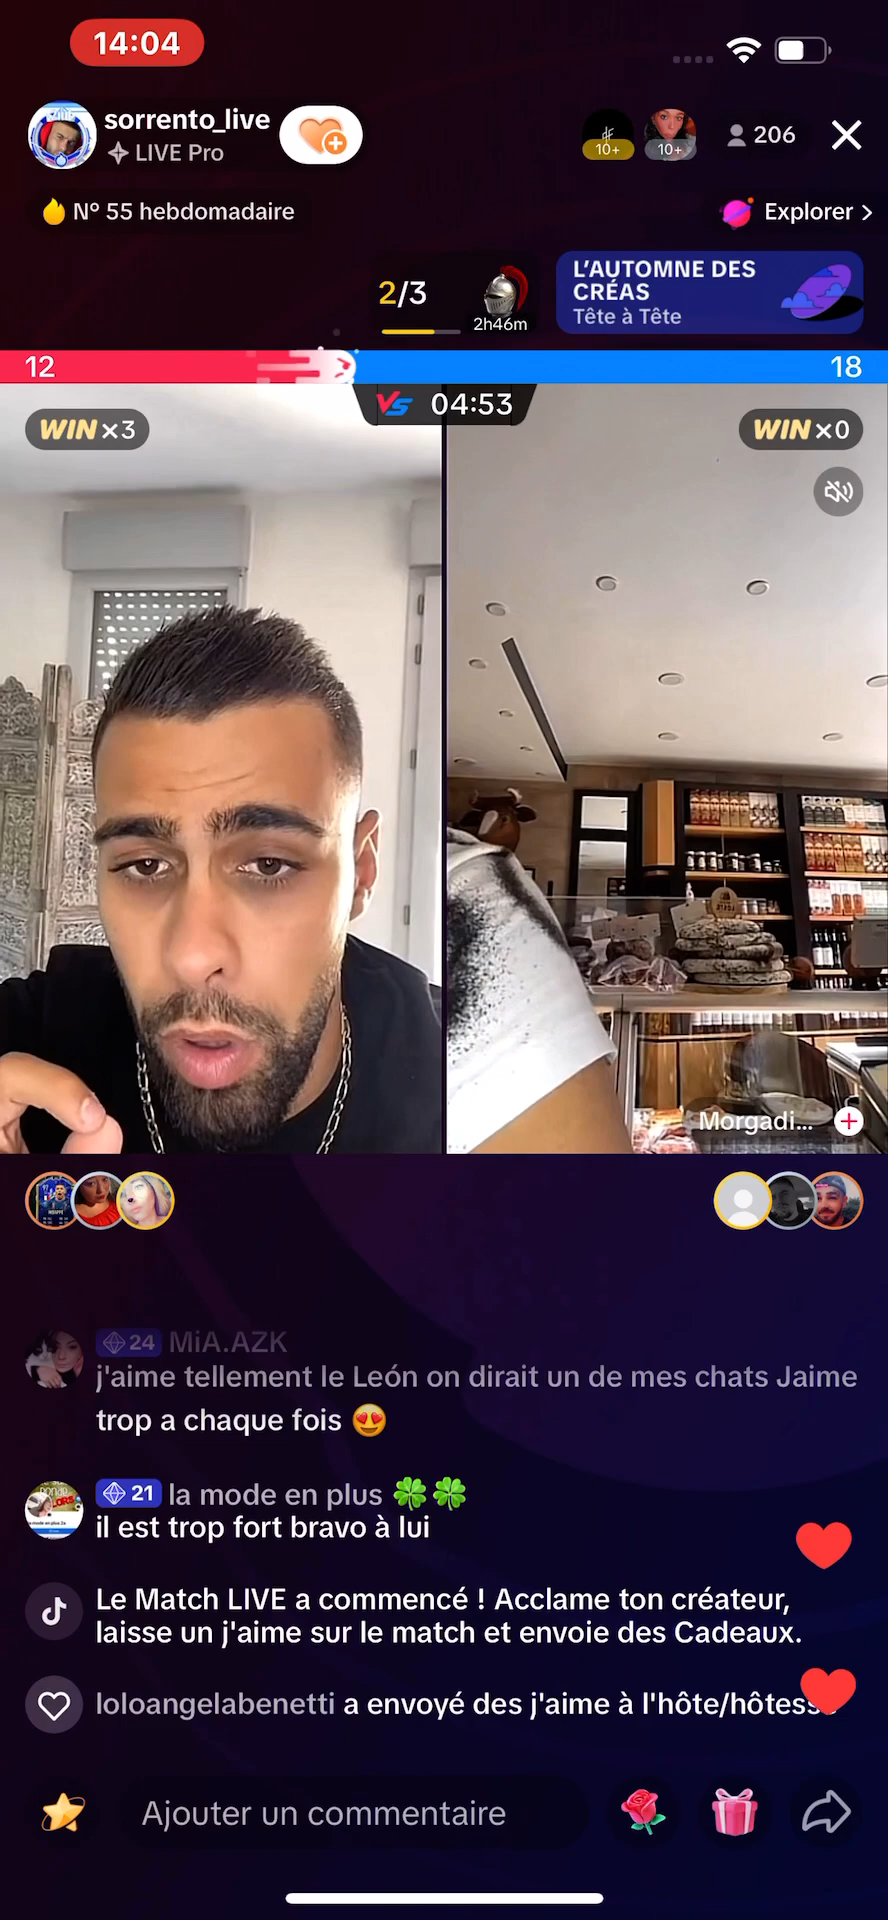 14:04
sorrento_live
LIVE Pro
10+
10+
206
N° 55 hebdomadaire
Explorer >
2/3
2h46m
L'AUTOMNE DES
CRÉAS
Tête à Tête
12
18
VS 04:53
WIN x3
WIN x0
Morgadi...
24 MiA.AZK
j'aime tellement le León on dirait un de mes chats Jaime
trop a chaque fois 😍
21 la mode en plus 🍀🍀
il est trop fort bravo à lui
Le Match LIVE a commencé ! Acclame ton créateur,
laisse un j'aime sur le match et envoie des Cadeaux.
loloangelabenetti a envoyé des j'aime à l'hôte/hôtess
Ajouter un commentaire